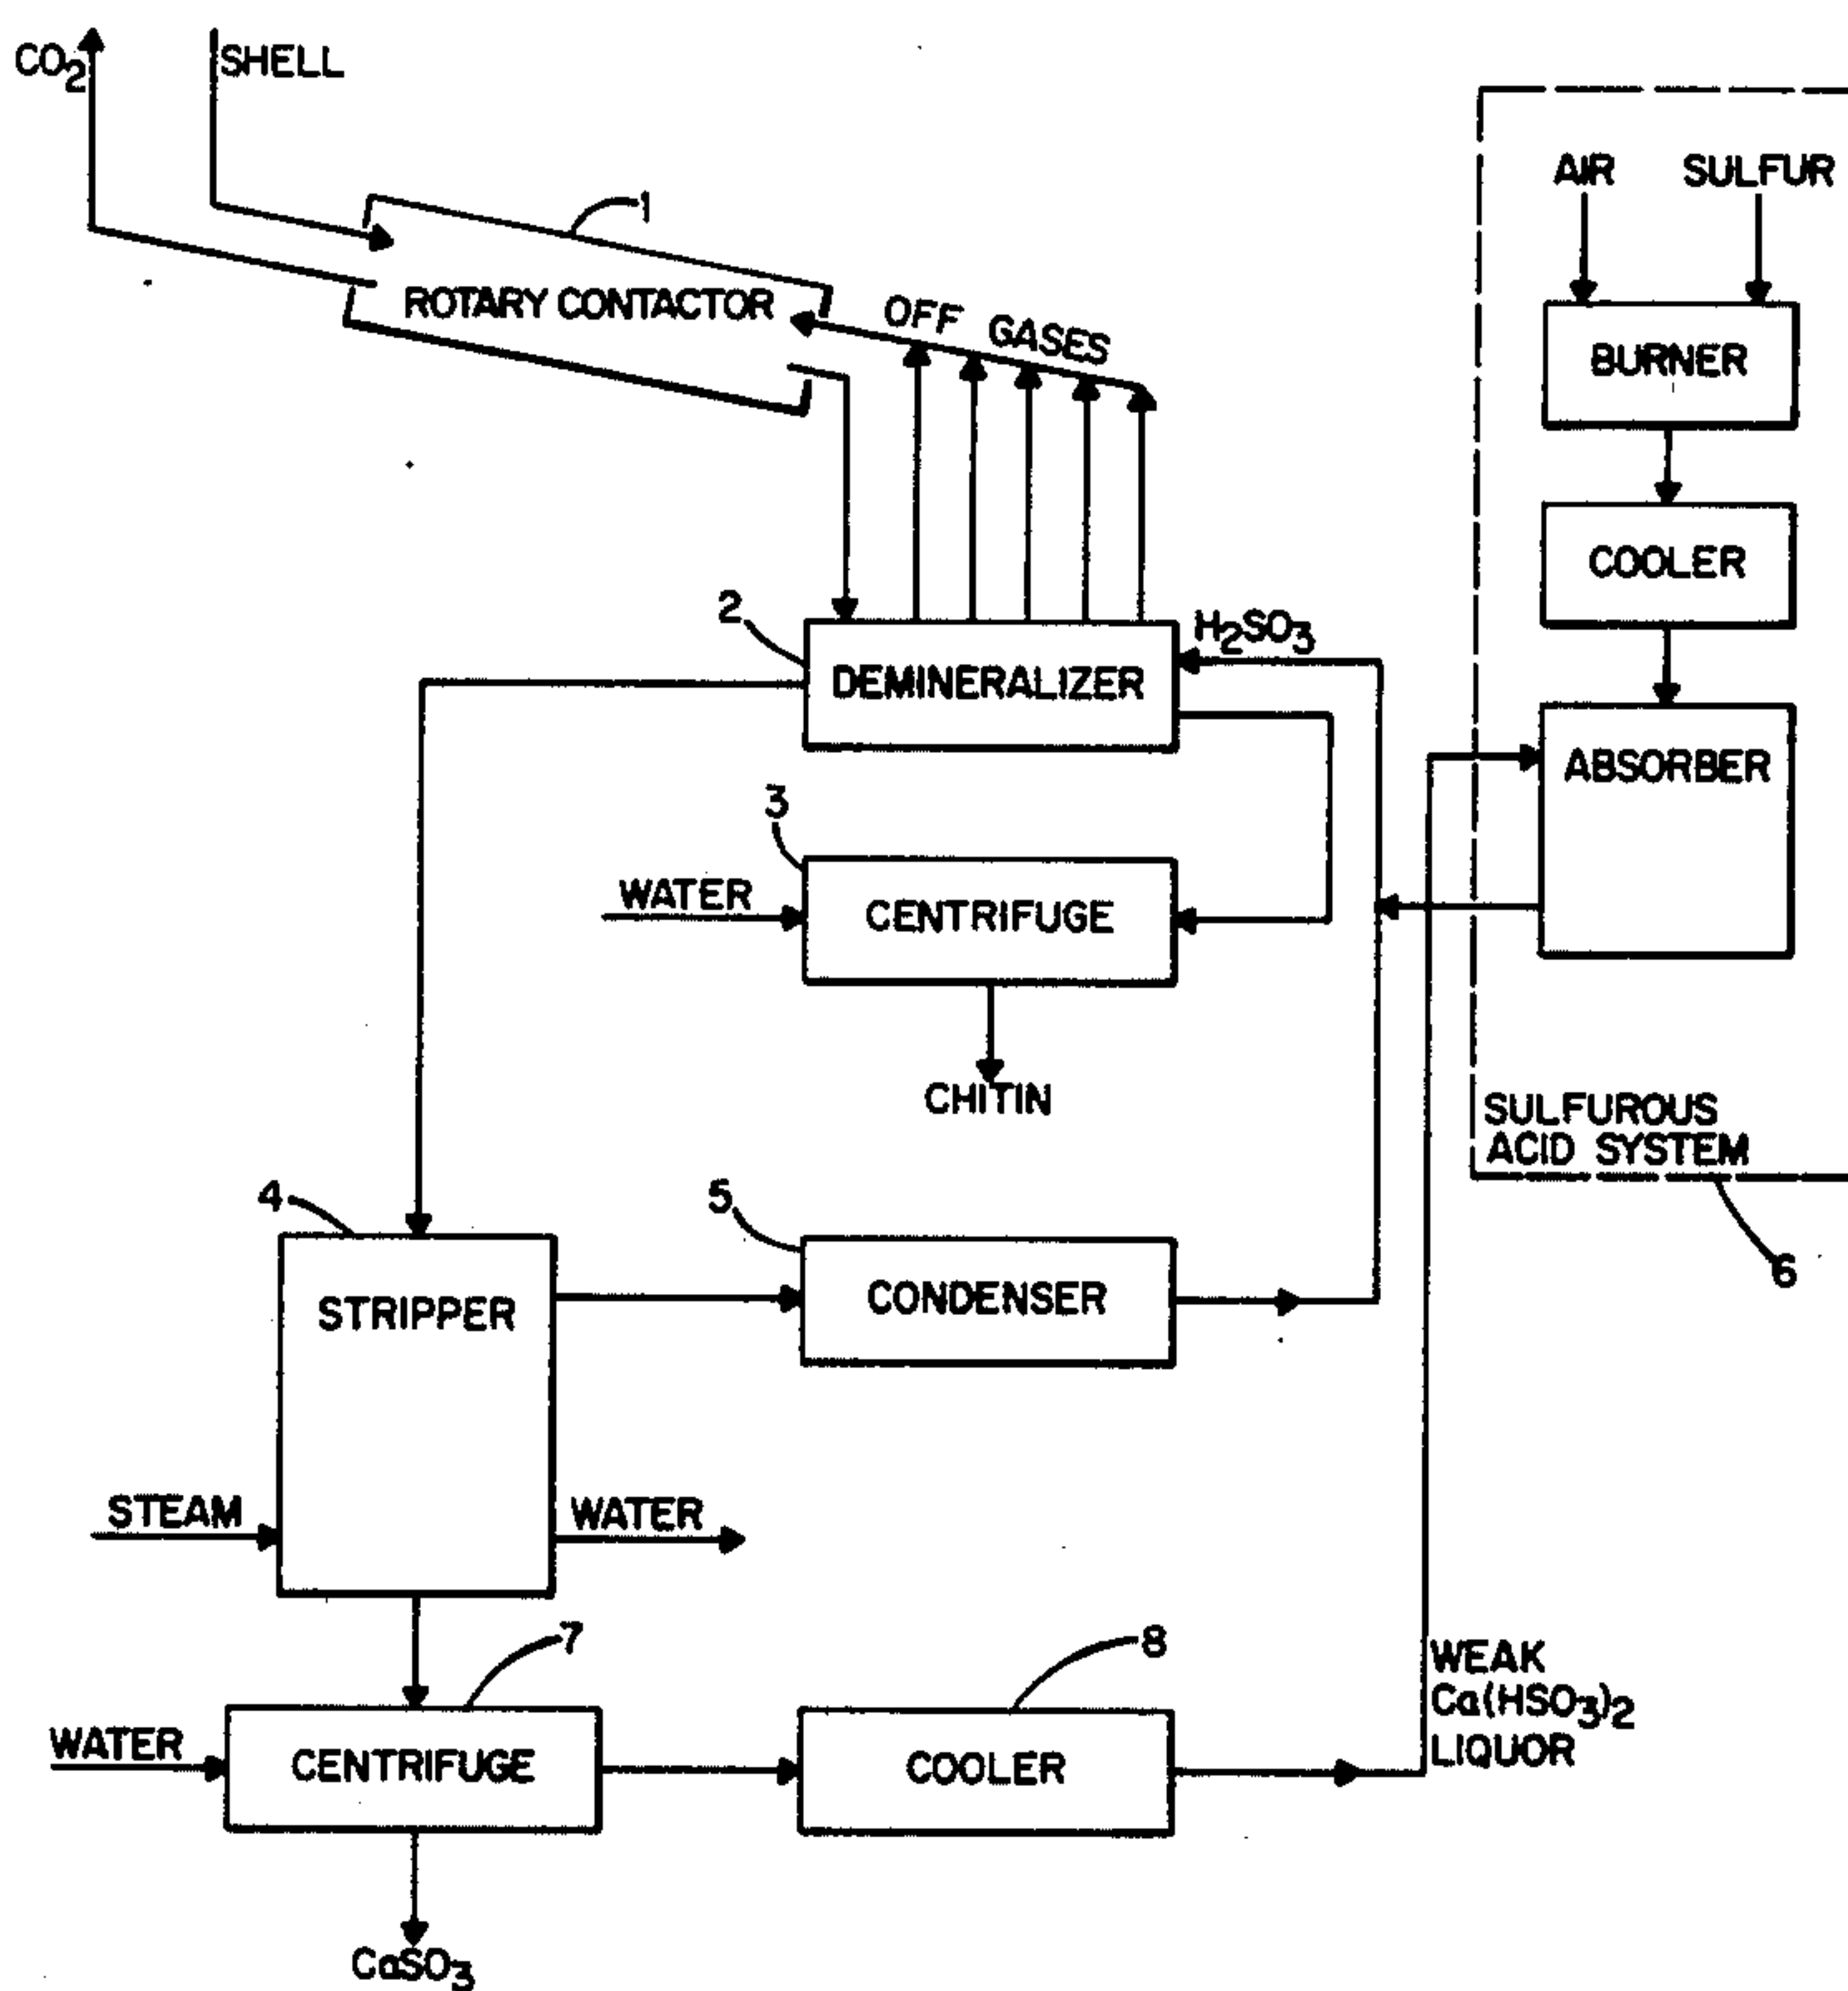 CO2
SHELL
1
AIR
SULFUR
ROTARY CONTACTOR
OFF GASES
BURNER
COOLER
2
H2SO3
DEMINERALIZER
ABSORBER
3
WATER
CENTRIFUGE
CHITIN
SULFUROUS
ACID SYSTEM
6
4
5
STRIPPER
CONDENSER
STEAM
WATER
7
8
WEAK
Ca(HSO3)2
LIQUOR
WATER
CENTRIFUGE
COOLER
CaSO3